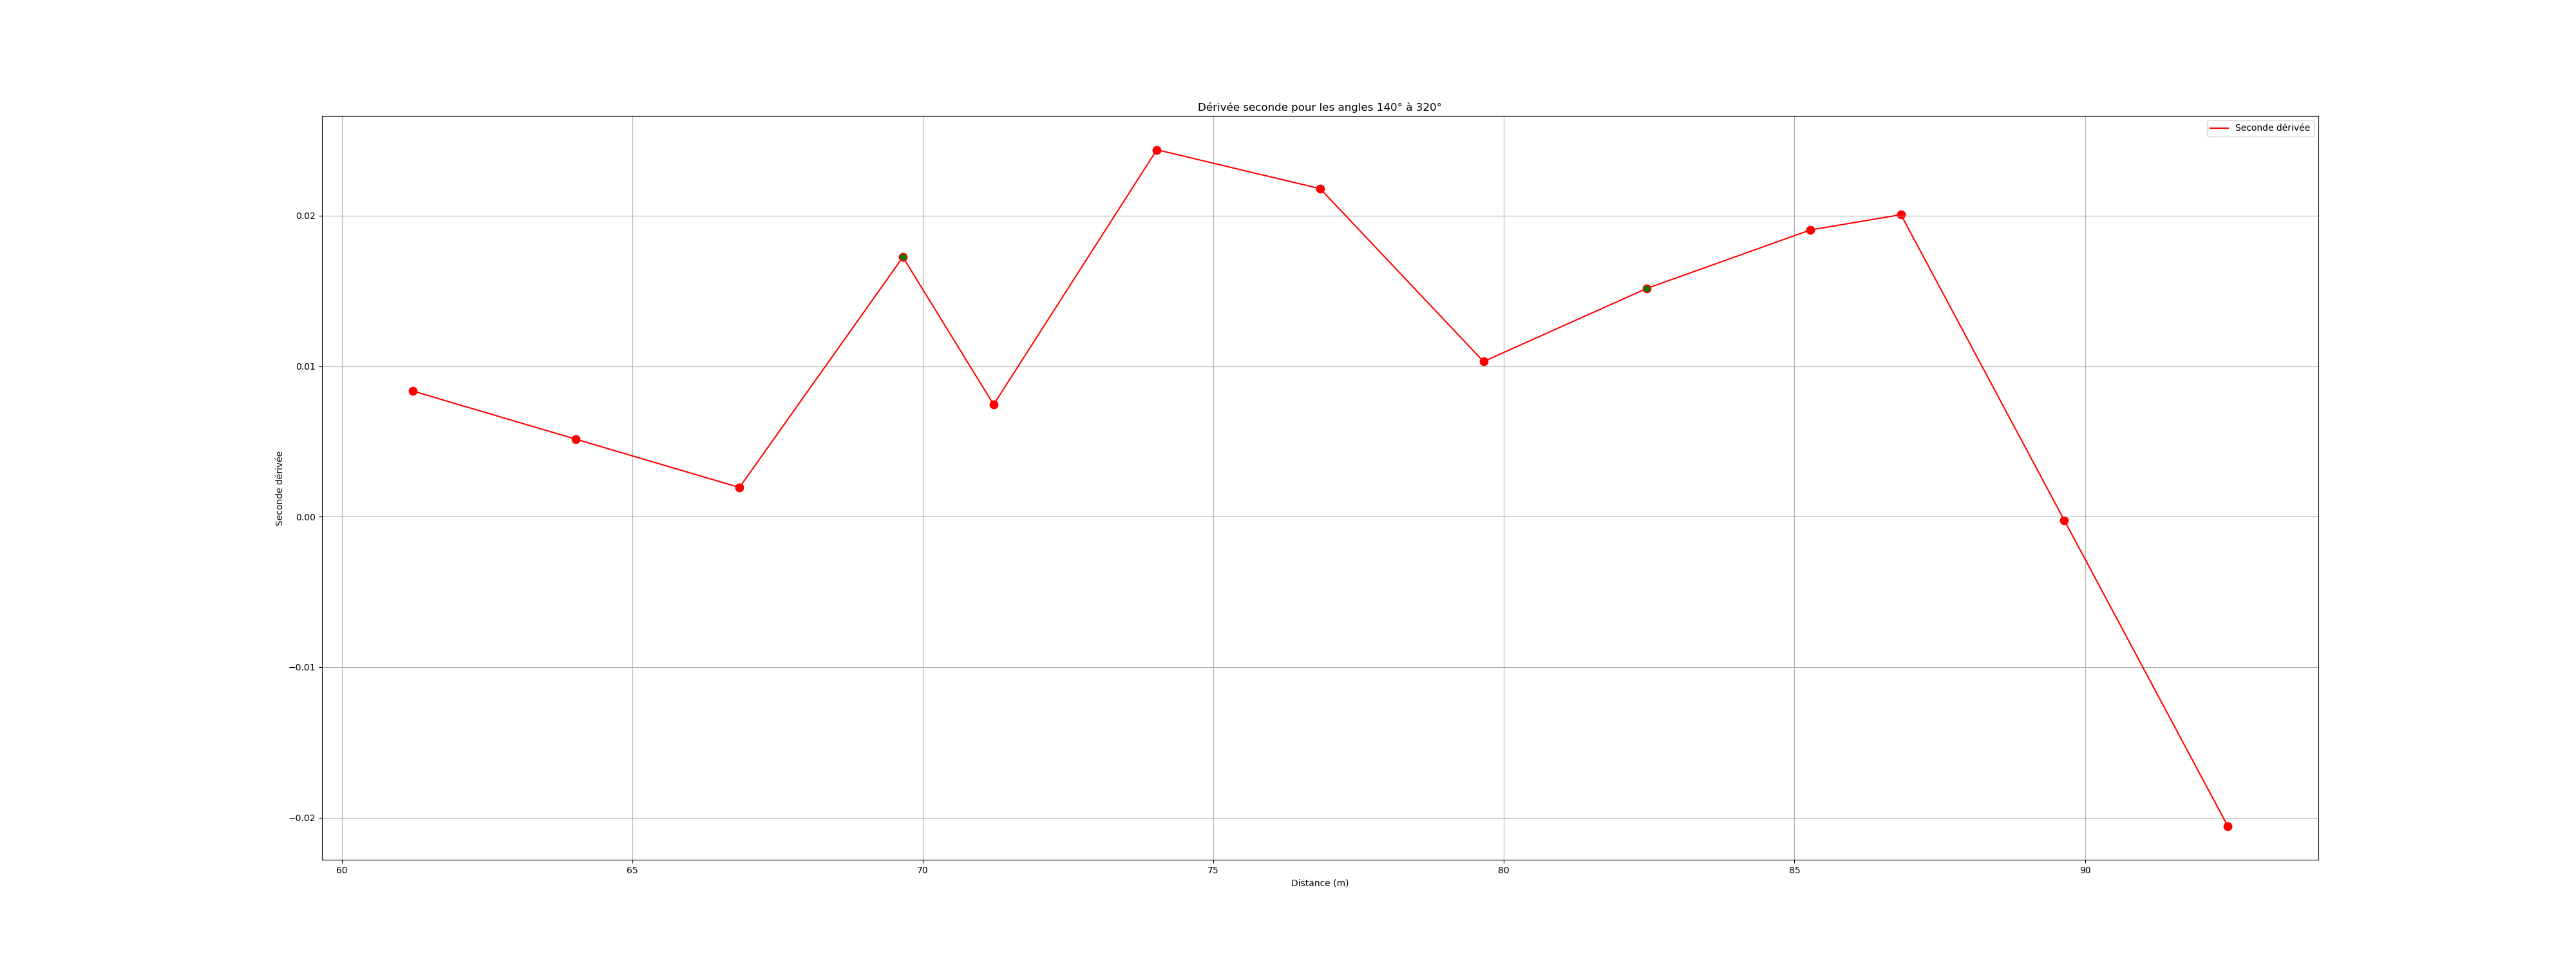 Dérivée seconde pour les angles 140° à 320°
Seconde dérivée
0.02
0.01
0.00
−0.01
−0.02
Seconde dérivée
60 65 70 75 80 85 90
Distance (m)